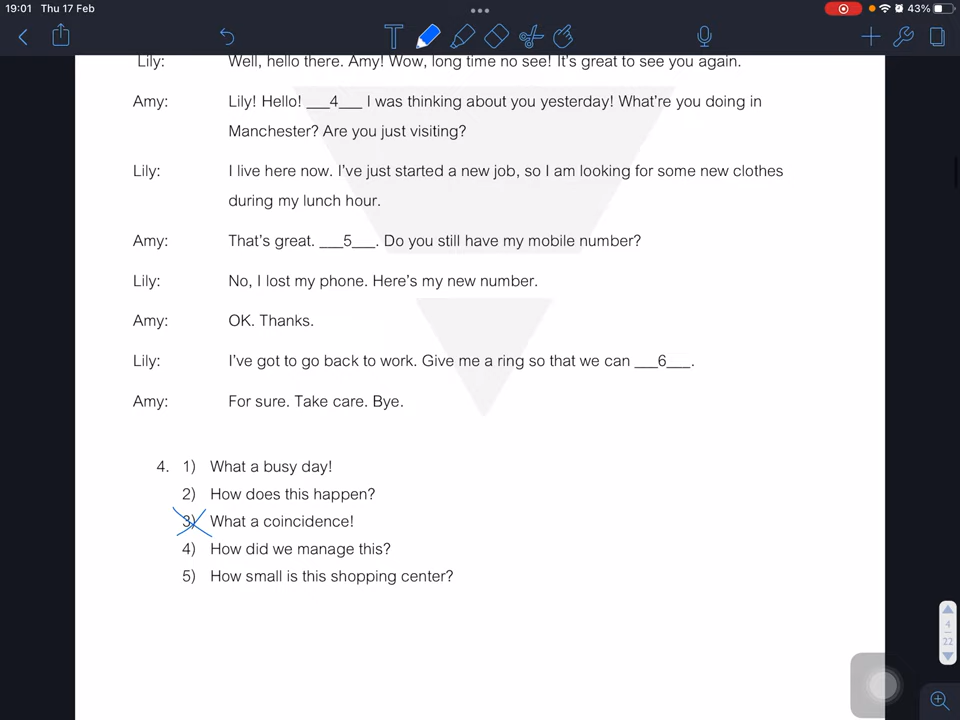 19:01 Thu 17 Feb
43%
T
Lily: Well, hello there. Amy! Wow, long time no see! It's great to see you again.
Amy: Lily! Hello! ___4___ I was thinking about you yesterday! What're you doing in
Manchester? Are you just visiting?
Lily: I live here now. I've just started a new job, so I am looking for some new clothes
during my lunch hour.
Amy: That's great. ___5___. Do you still have my mobile number?
Lily: No, I lost my phone. Here's my new number.
Amy: OK. Thanks.
Lily: I've got to go back to work. Give me a ring so that we can ___6___.
Amy: For sure. Take care. Bye.
4. 1) What a busy day!
2) How does this happen?
3) What a coincidence!
4) How did we manage this?
5) How small is this shopping center?
4
22